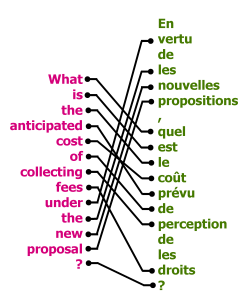 What
is
the
anticipated
cost
of
collecting
fees
under
the
new
proposal
?
En
vertu
de
les
nouvelles
propositions
,
quel
est
le
coût
prévu
de
perception
de
les
droits
?